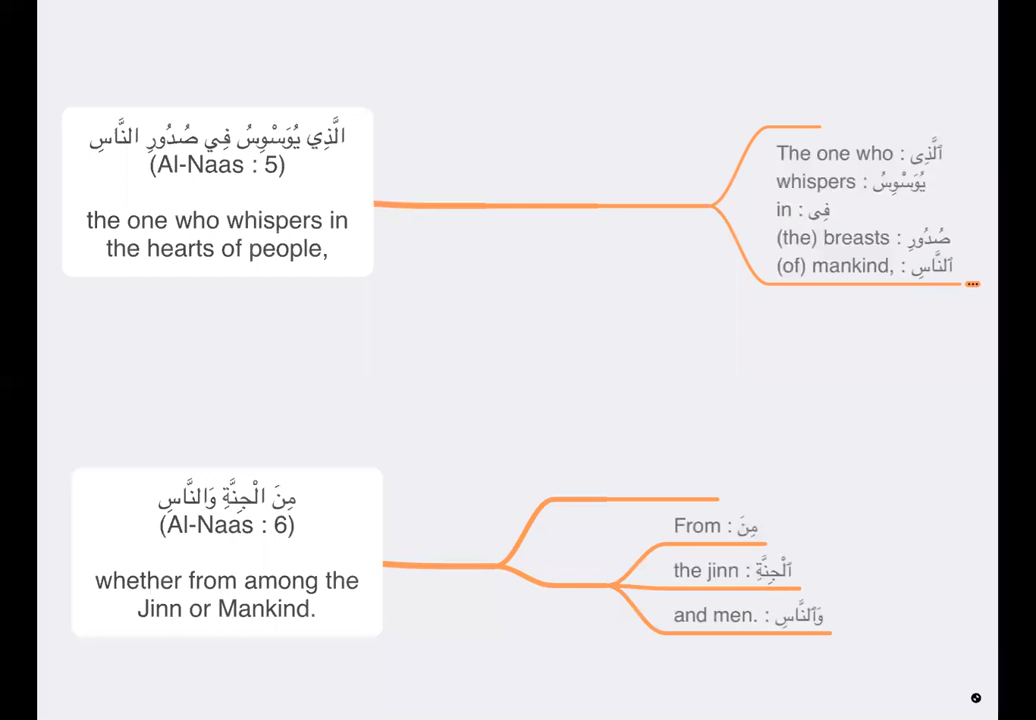 الَّذِي يُوَسْوِسُ فِي صُدُورِ النَّاسِ
(Al-Naas : 5)
the one who whispers in
the hearts of people,
The one who : ٱلَّذِى
whispers : يُوَسْوِسُ
in : فِى
(the) breasts : صُدُورِ
(of) mankind, : ٱلنَّاسِ
مِنَ الْجِنَّةِ وَالنَّاسِ
(Al-Naas : 6)
whether from among the
Jinn or Mankind.
From : مِنَ
the jinn : ٱلْجِنَّةِ
and men. : وَٱلنَّاسِ